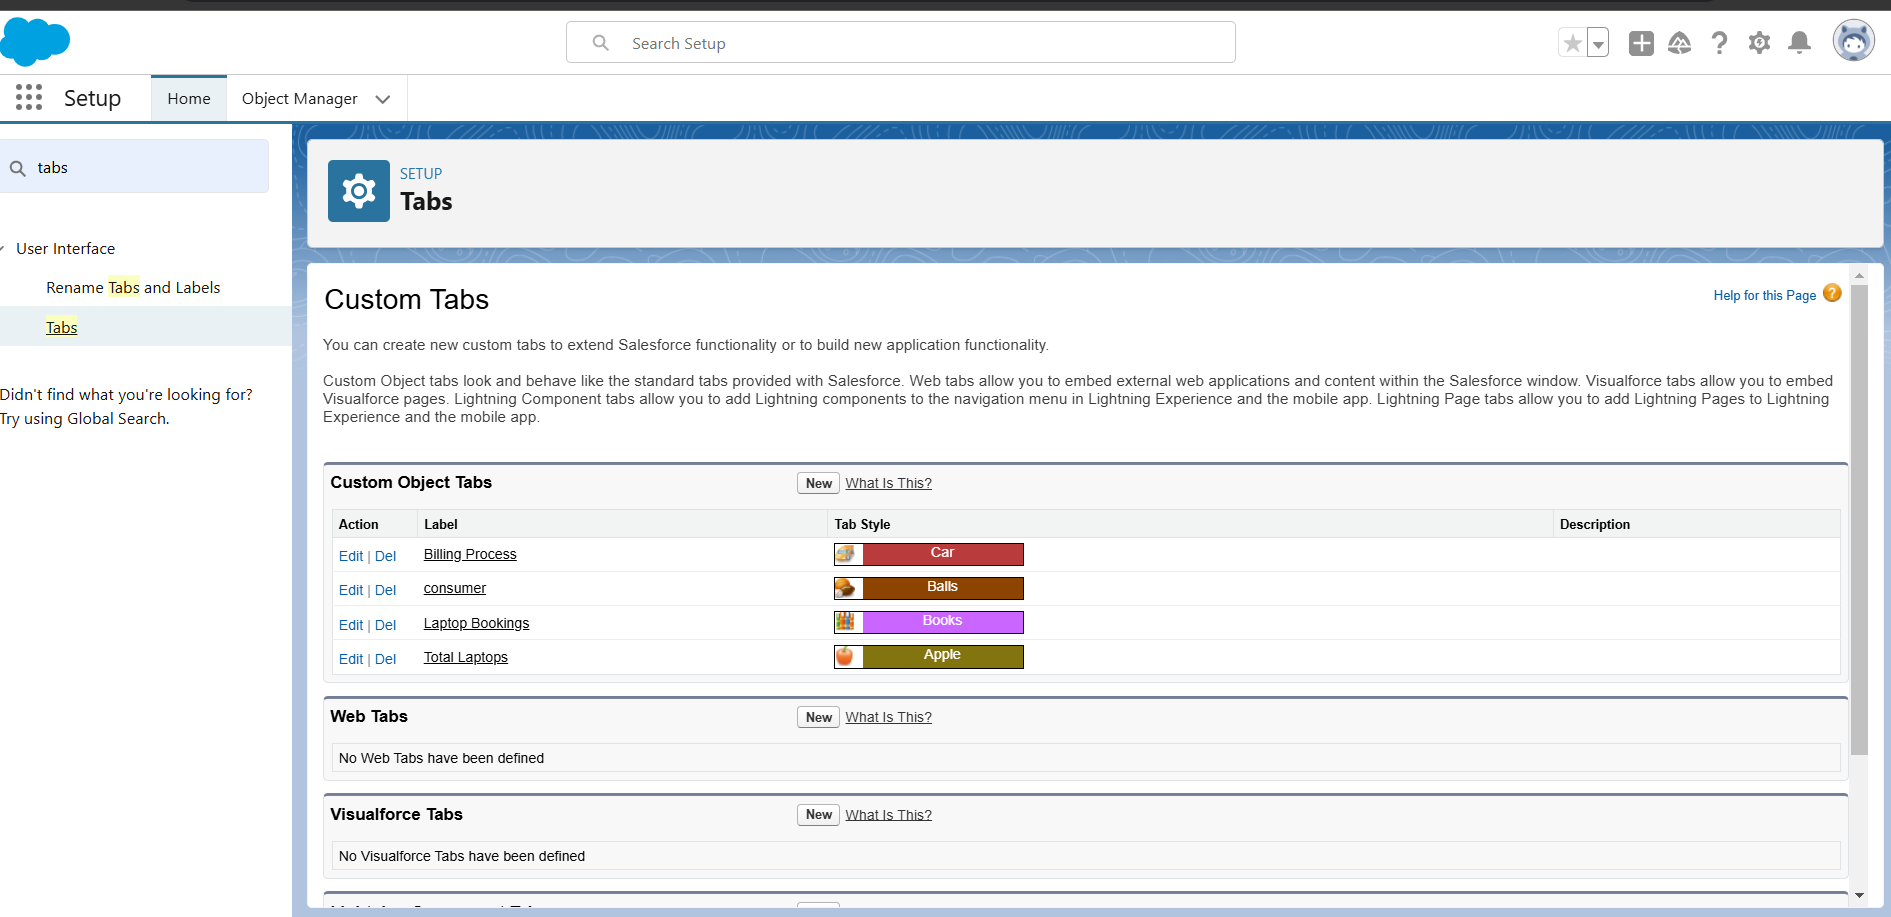 Search Setup
Setup
Home
Object Manager
tabs
User Interface
Rename Tabs and Labels
Tabs
Didn't find what you're looking for?
Try using Global Search.
SETUP
Tabs
Custom Tabs
Help for this Page
You can create new custom tabs to extend Salesforce functionality or to build new application functionality.
Custom Object tabs look and behave like the standard tabs provided with Salesforce. Web tabs allow you to embed external web applications and content within the Salesforce window. Visualforce tabs allow you to embed
Visualforce pages. Lightning Component tabs allow you to add Lightning components to the navigation menu in Lightning Experience and the mobile app. Lightning Page tabs allow you to add Lightning Pages to Lightning
Experience and the mobile app.
Custom Object Tabs New What Is This?
Action Label Tab Style Description
Edit | Del Billing Process Car
Edit | Del consumer Balls
Edit | Del Laptop Bookings Books
Edit | Del Total Laptops Apple
Web Tabs New What Is This?
No Web Tabs have been defined
Visualforce Tabs New What Is This?
No Visualforce Tabs have been defined